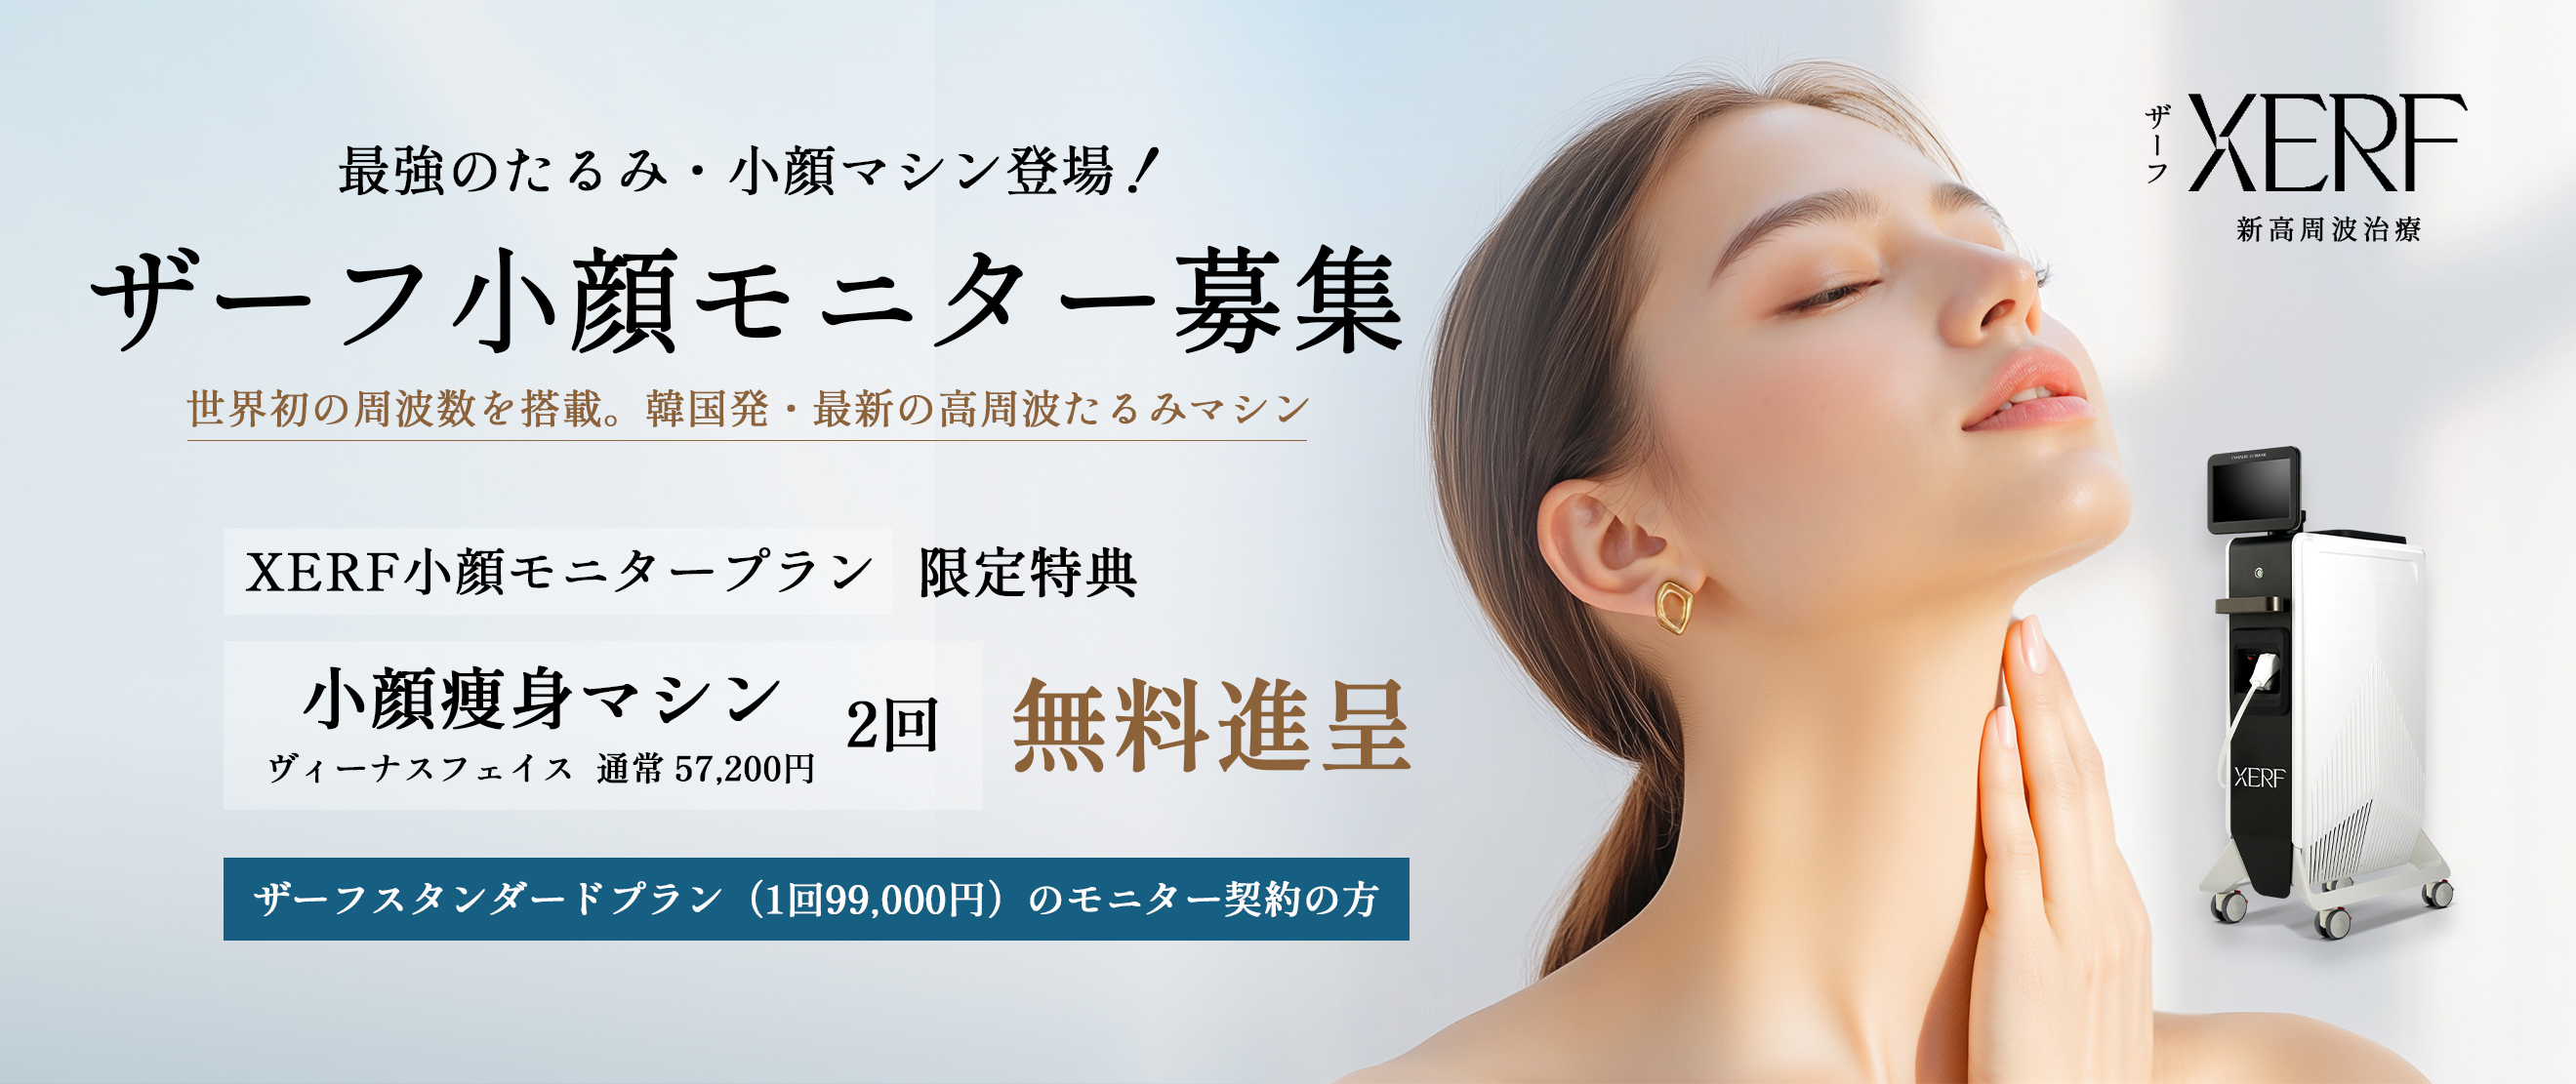 最強のたるみ・小顔マシン登場！
ザーフ小顔モニター募集
世界初の周波数を搭載。韓国発・最新の高周波たるみマシン
XERF小顔モニタープラン 限定特典
小顔痩身マシン
ヴィーナスフェイス 通常 57,200円
2回
無料進呈
ザーフスタンダードプラン（1回99,000円）のモニター契約の方
ザーフ
XERF
新高周波治療
XERF